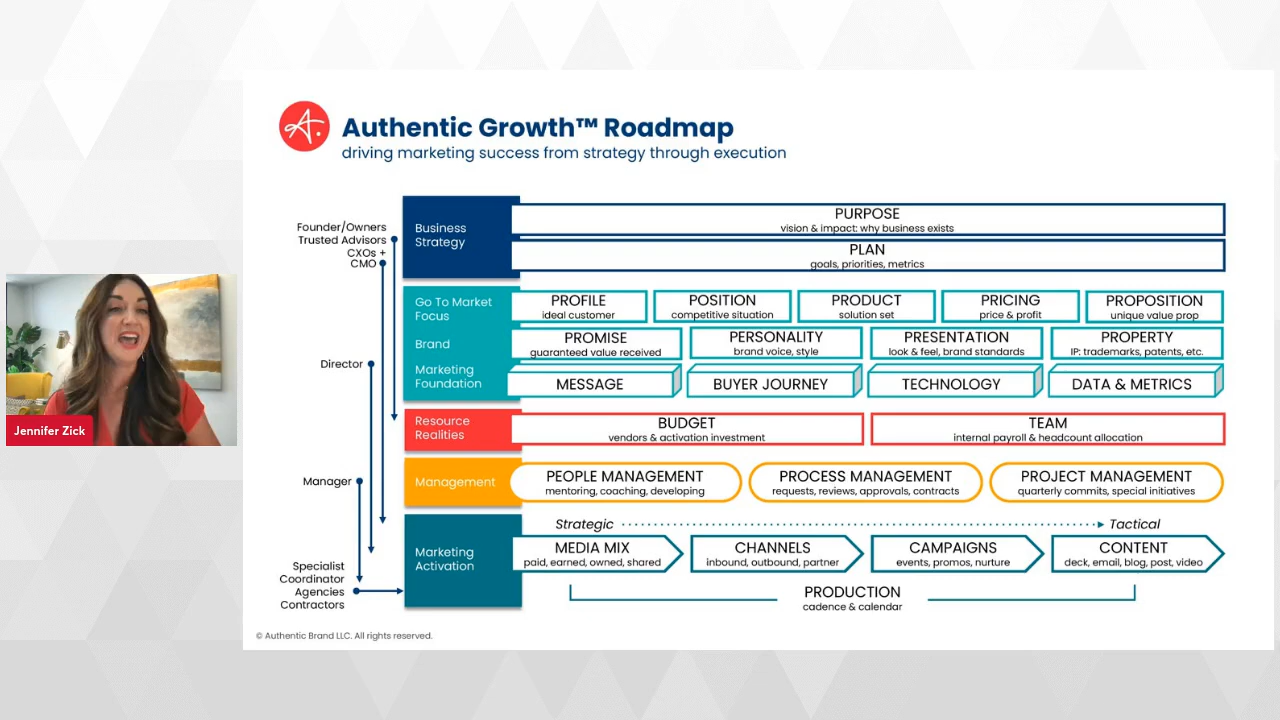 Authentic Growth™ Roadmap
driving marketing success from strategy through execution
Founder/Owners
Trusted Advisors
CXOs +
CMO
Business
Strategy
PURPOSE
vision & impact: why business exists
PLAN
goals, priorities, metrics
Go To Market
Focus
PROFILE
ideal customer
POSITION
competitive situation
PRODUCT
solution set
PRICING
price & profit
PROPOSITION
unique value prop
Director
Brand
PROMISE
guaranteed value received
PERSONALITY
brand voice, style
PRESENTATION
look & feel, brand standards
PROPERTY
IP: trademarks, patents, etc.
Marketing
Foundation
MESSAGE
BUYER JOURNEY
TECHNOLOGY
DATA & METRICS
Jennifer Zick
Resource
Realities
BUDGET
vendors & activation investment
TEAM
internal payroll & headcount allocation
Manager
Management
PEOPLE MANAGEMENT
mentoring, coaching, developing
PROCESS MANAGEMENT
requests, reviews, approvals, contracts
PROJECT MANAGEMENT
quarterly commits, special initiatives
Strategic
Tactical
Marketing
Activation
MEDIA MIX
paid, earned, owned, shared
CHANNELS
inbound, outbound, partner
CAMPAIGNS
events, promos, nurture
CONTENT
deck, email, blog, post, video
Specialist
Coordinator
Agencies
Contractors
PRODUCTION
cadence & calendar
© Authentic Brand LLC. All rights reserved.